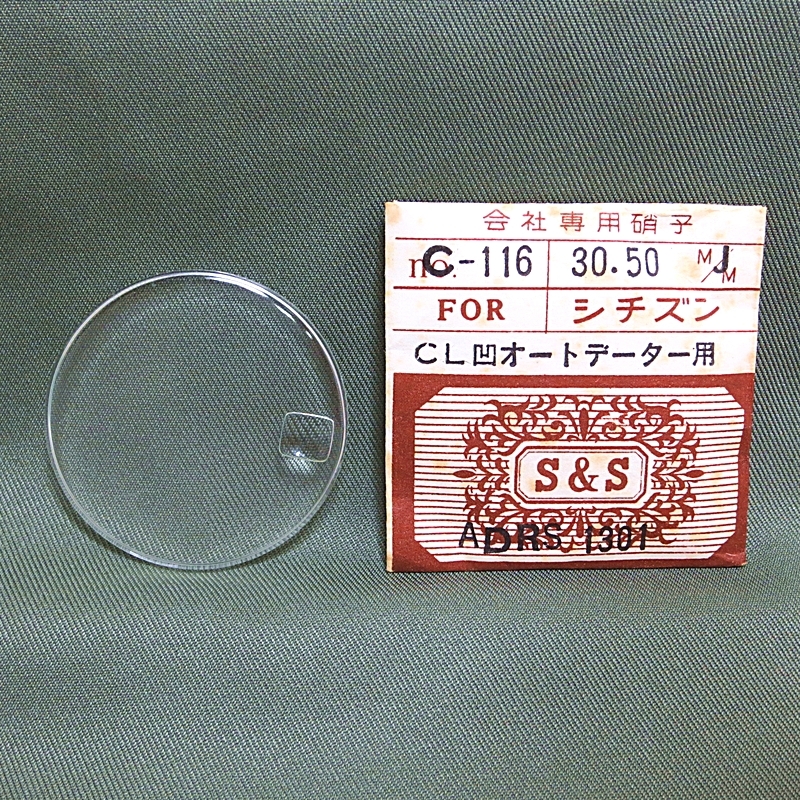 会社専用硝子
no. C-116 30.50 M/M J
FOR シチズン
CL凹オートデーター用
S&S
ADRS 1301